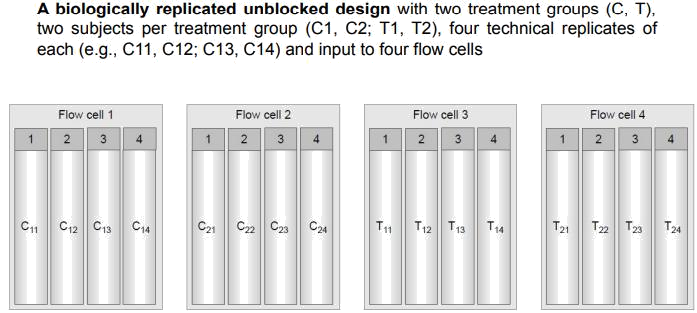 A biologically replicated unblocked design with two treatment groups (C, T),
two subjects per treatment group (C1, C2; T1, T2), four technical replicates of
each (e.g., C11, C12; C13, C14) and input to four flow cells
Flow cell 1 Flow cell 2 Flow cell 3 Flow cell 4
1 2 3 4 1 2 3 4 1 2 3 4 1 2 3 4
C11 C12 C13 C14 C21 C22 C23 C24 T11 T12 T13 T14 T21 T22 T23 T24